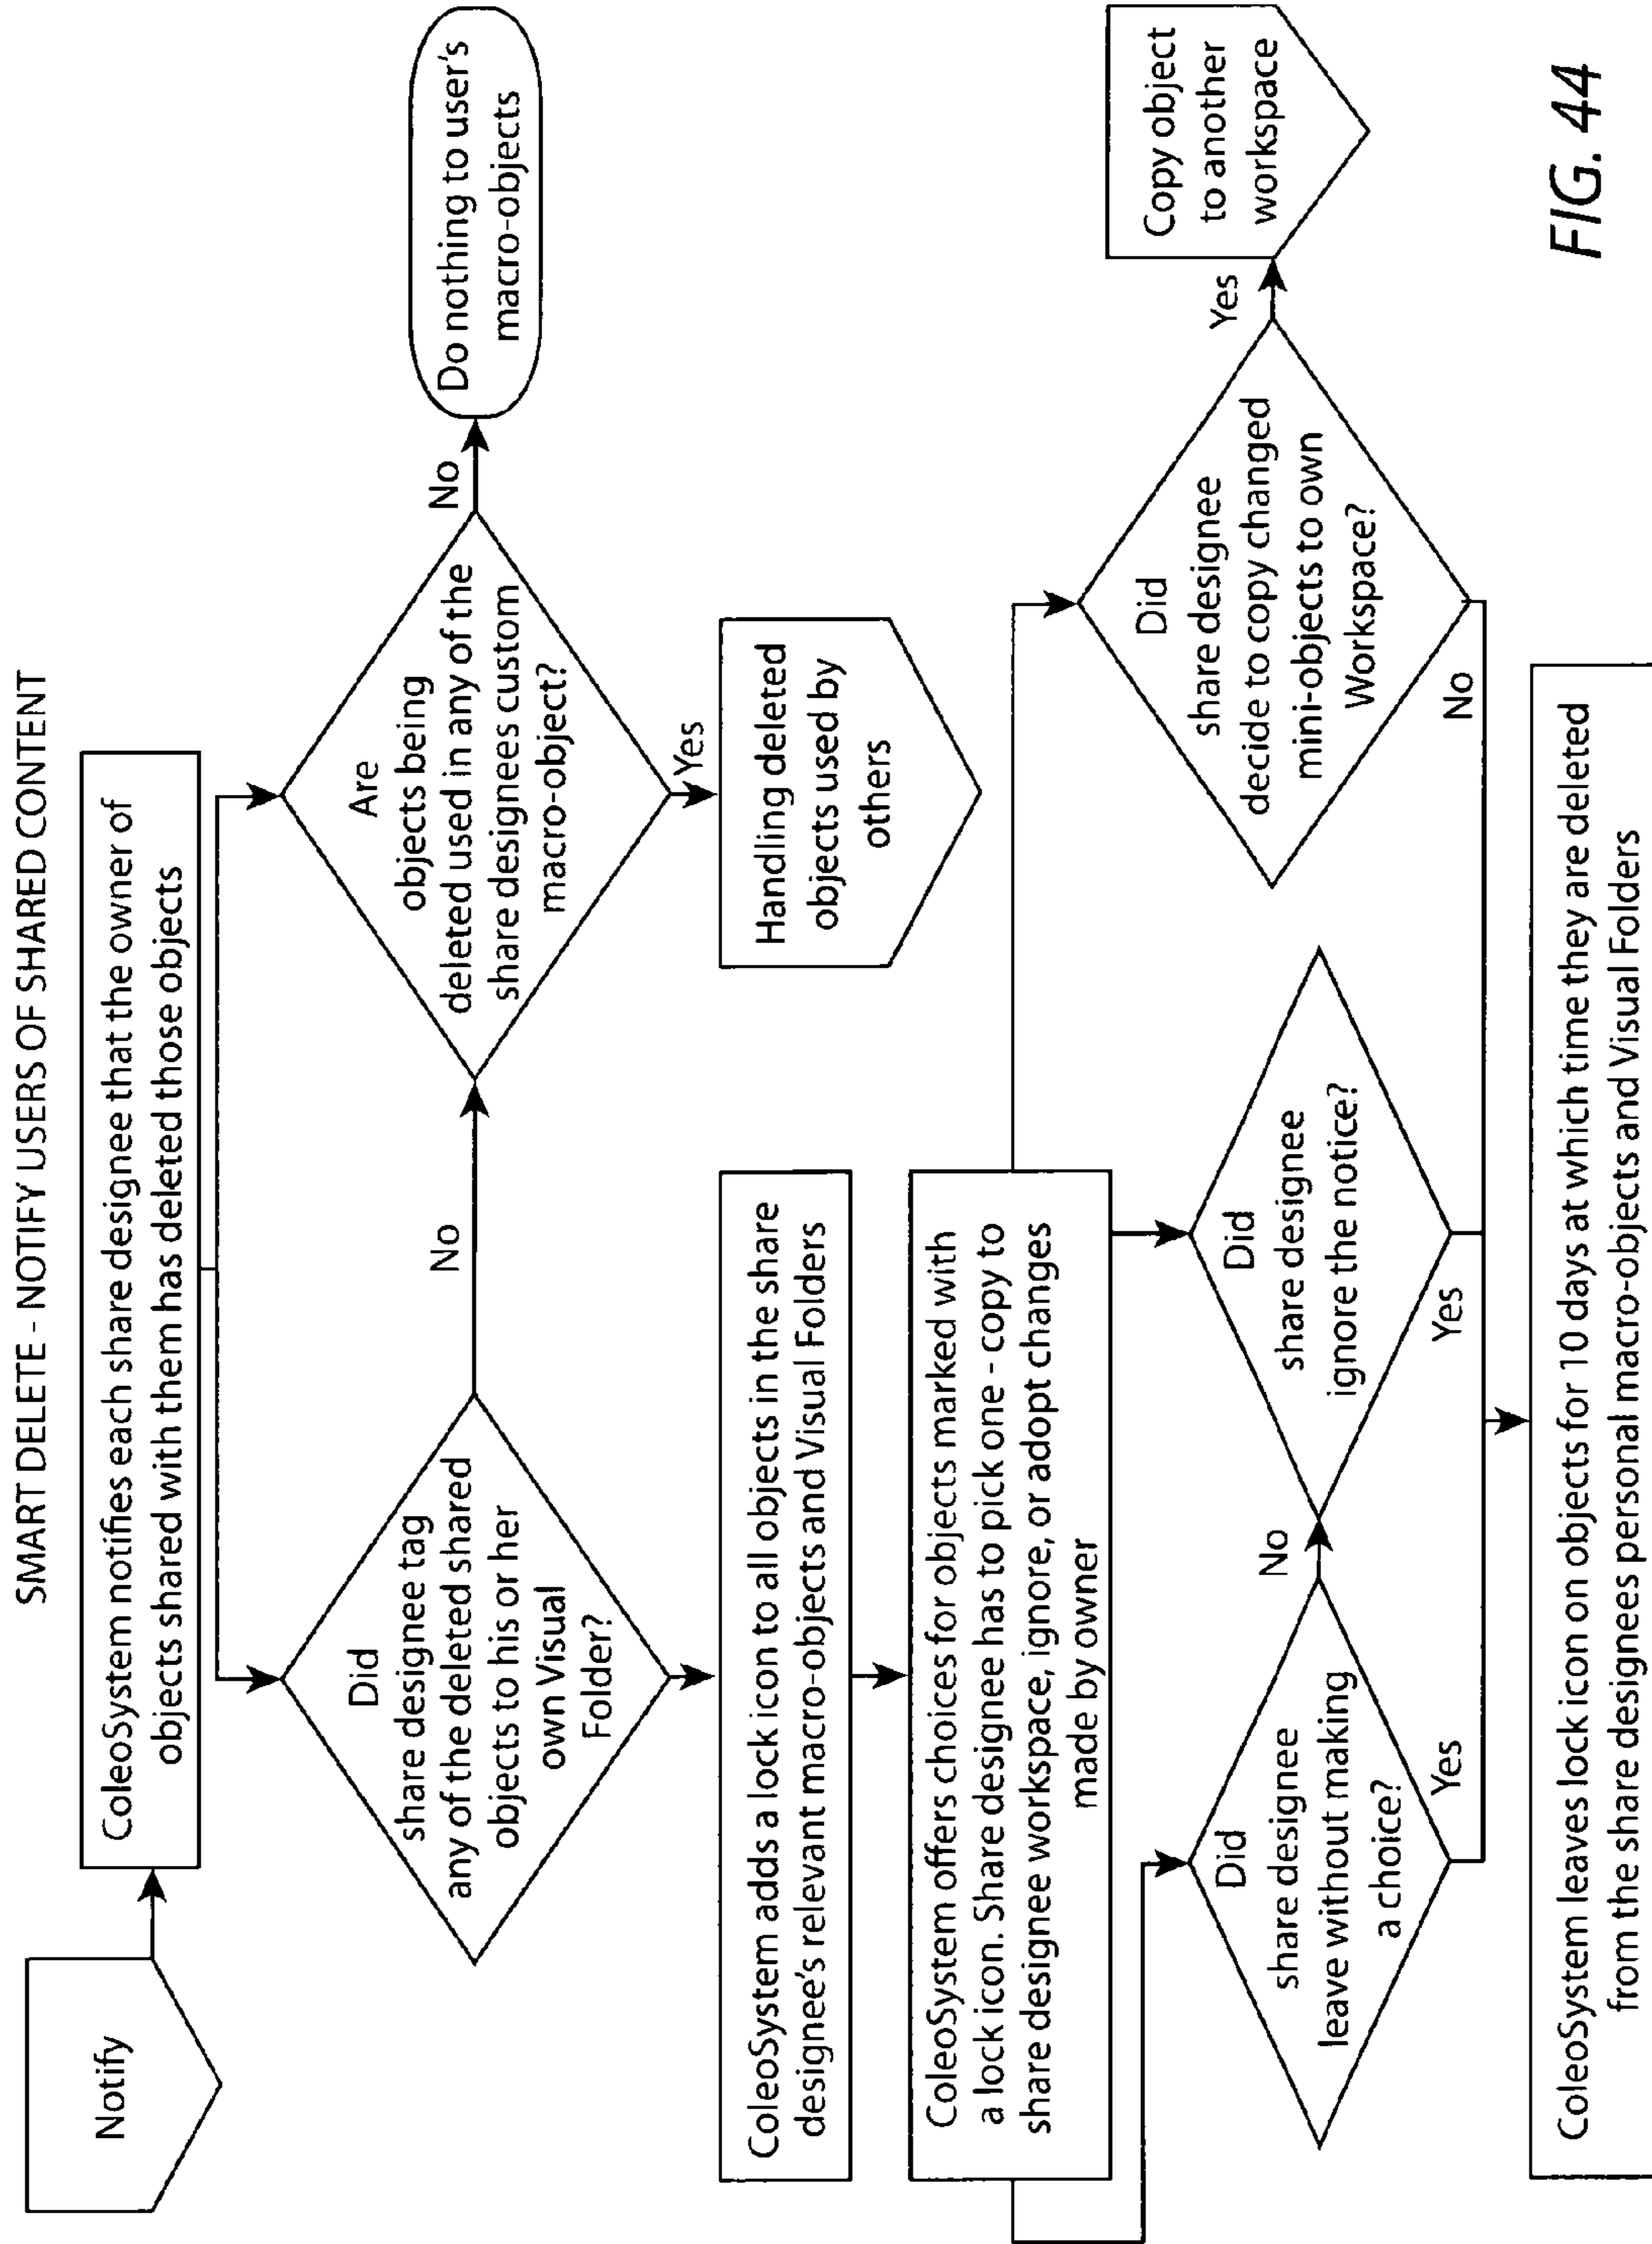 SMART DELETE - NOTIFY USERS OF SHARED CONTENT
Notify
ColeoSystem notifies each share designee that the owner of
objects shared with them has deleted those objects
Did
share designee tag
any of the deleted shared
objects to his or her
own Visual
Folder?
No
Are
objects being
deleted used in any of the
share designees custom
macro-object?
No
Do nothing to user's
macro-objects
Yes
Handling deleted
objects used by
others
ColeoSystem adds a lock icon to all objects in the share
designee's relevant macro-objects and Visual Folders
ColeoSystem offers choices for objects marked with
a lock icon. Share designee has to pick one - copy to
share designee workspace, ignore, or adopt changes
made by owner
Did
share designee
leave without making
a choice?
No
Yes
Did
share designee
ignore the notice?
Yes
Did
share designee
decide to copy changed
mini-objects to own
Workspace?
Yes
No
Copy object
to another
workspace
ColeoSystem leaves lock icon on objects for 10 days at which time they are deleted
from the share designees personal macro-objects and Visual Folders
FIG. 44